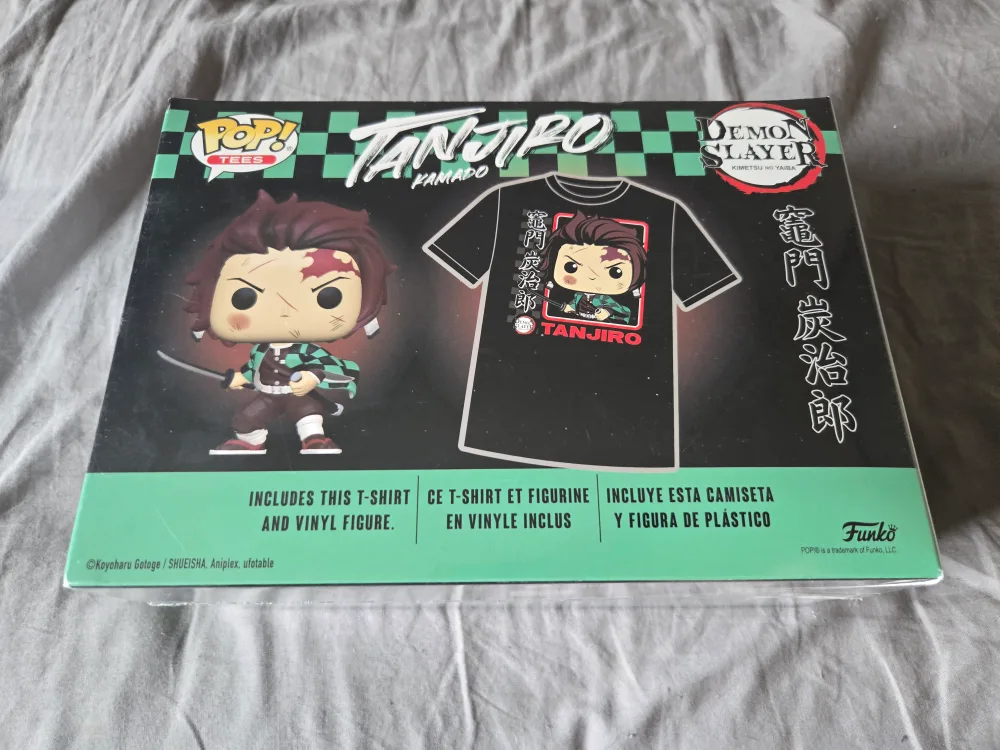 POP!
TEES
TANJIRO
KAMADO
DEMON
SLAYER
KIMETSU NO YAIBA
竈門 炭治郎
竈門 炭治郎
DEMON
SLAYER
TANJIRO
INCLUDES THIS T-SHIRT
AND VINYL FIGURE.
CE T-SHIRT ET FIGURINE
EN VINYLE INCLUS
INCLUYE ESTA CAMISETA
Y FIGURA DE PLÁSTICO
©Koyoharu Gotoge / SHUEISHA, Aniplex, ufotable
Funko
POP!® is a trademark of Funko, LLC.